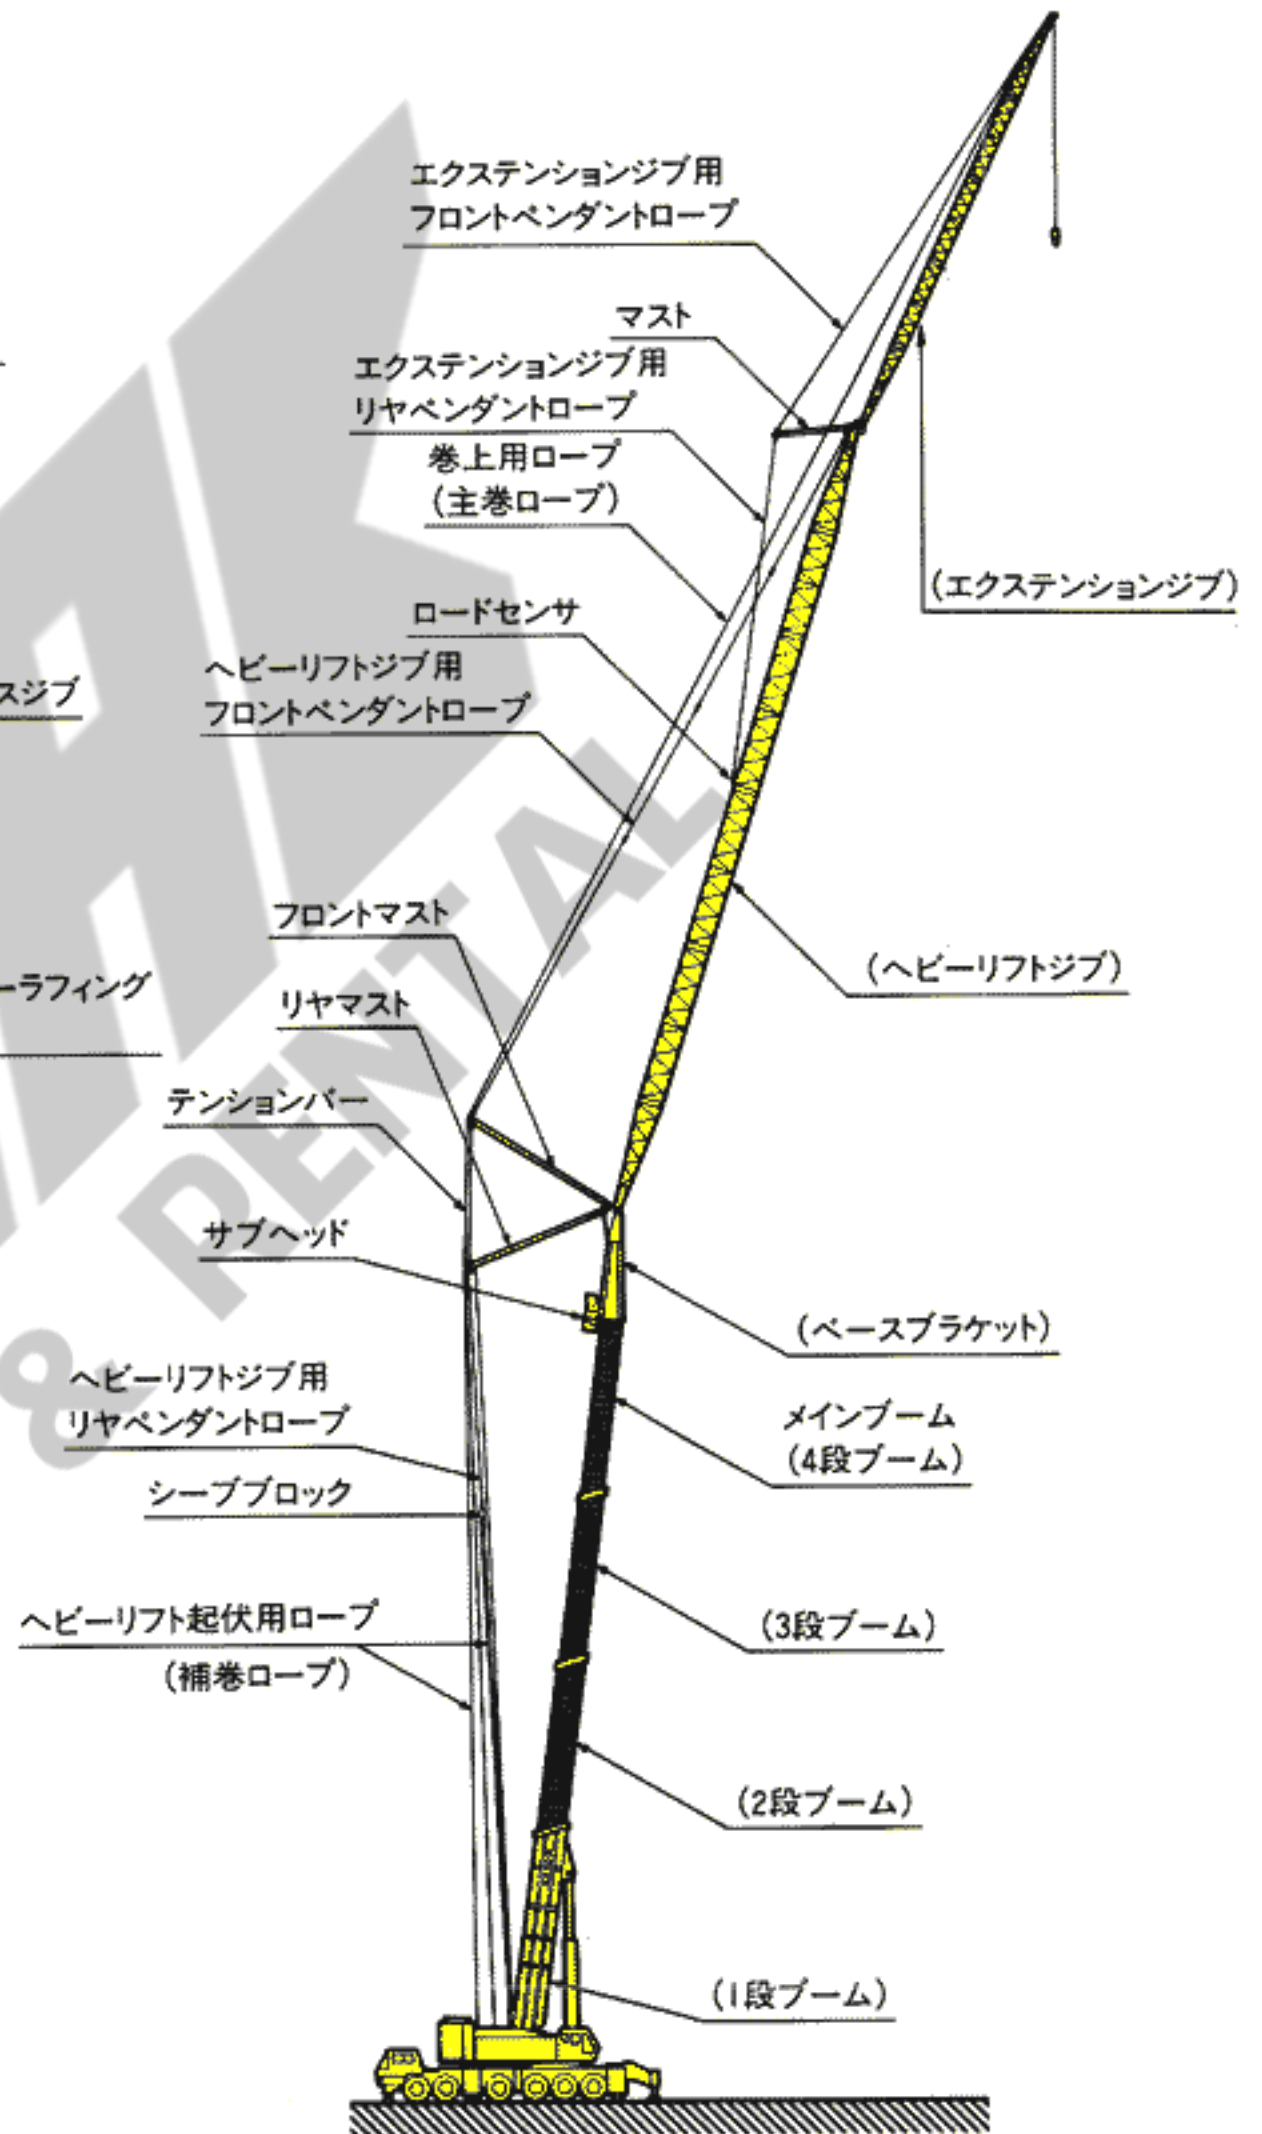 エクステンションジブ用
フロントペンダントロープ
マスト
エクステンションジブ用
リヤペンダントロープ
巻上用ロープ
(主巻ロープ)
(エクステンションジブ)
ロードセンサ
ヘビーリフトジブ用
フロントペンダントロープ
スジブ
フロントマスト
(ヘビーリフトジブ)
ーラフィング
リヤマスト
テンションバー
サブヘッド
(ベースブラケット)
ヘビーリフトジブ用
リヤペンダントロープ
メインブーム
(4段ブーム)
シーブブロック
ヘビーリフト起伏用ロープ
(補巻ロープ)
(3段ブーム)
(2段ブーム)
(1段ブーム)
& RENTAL